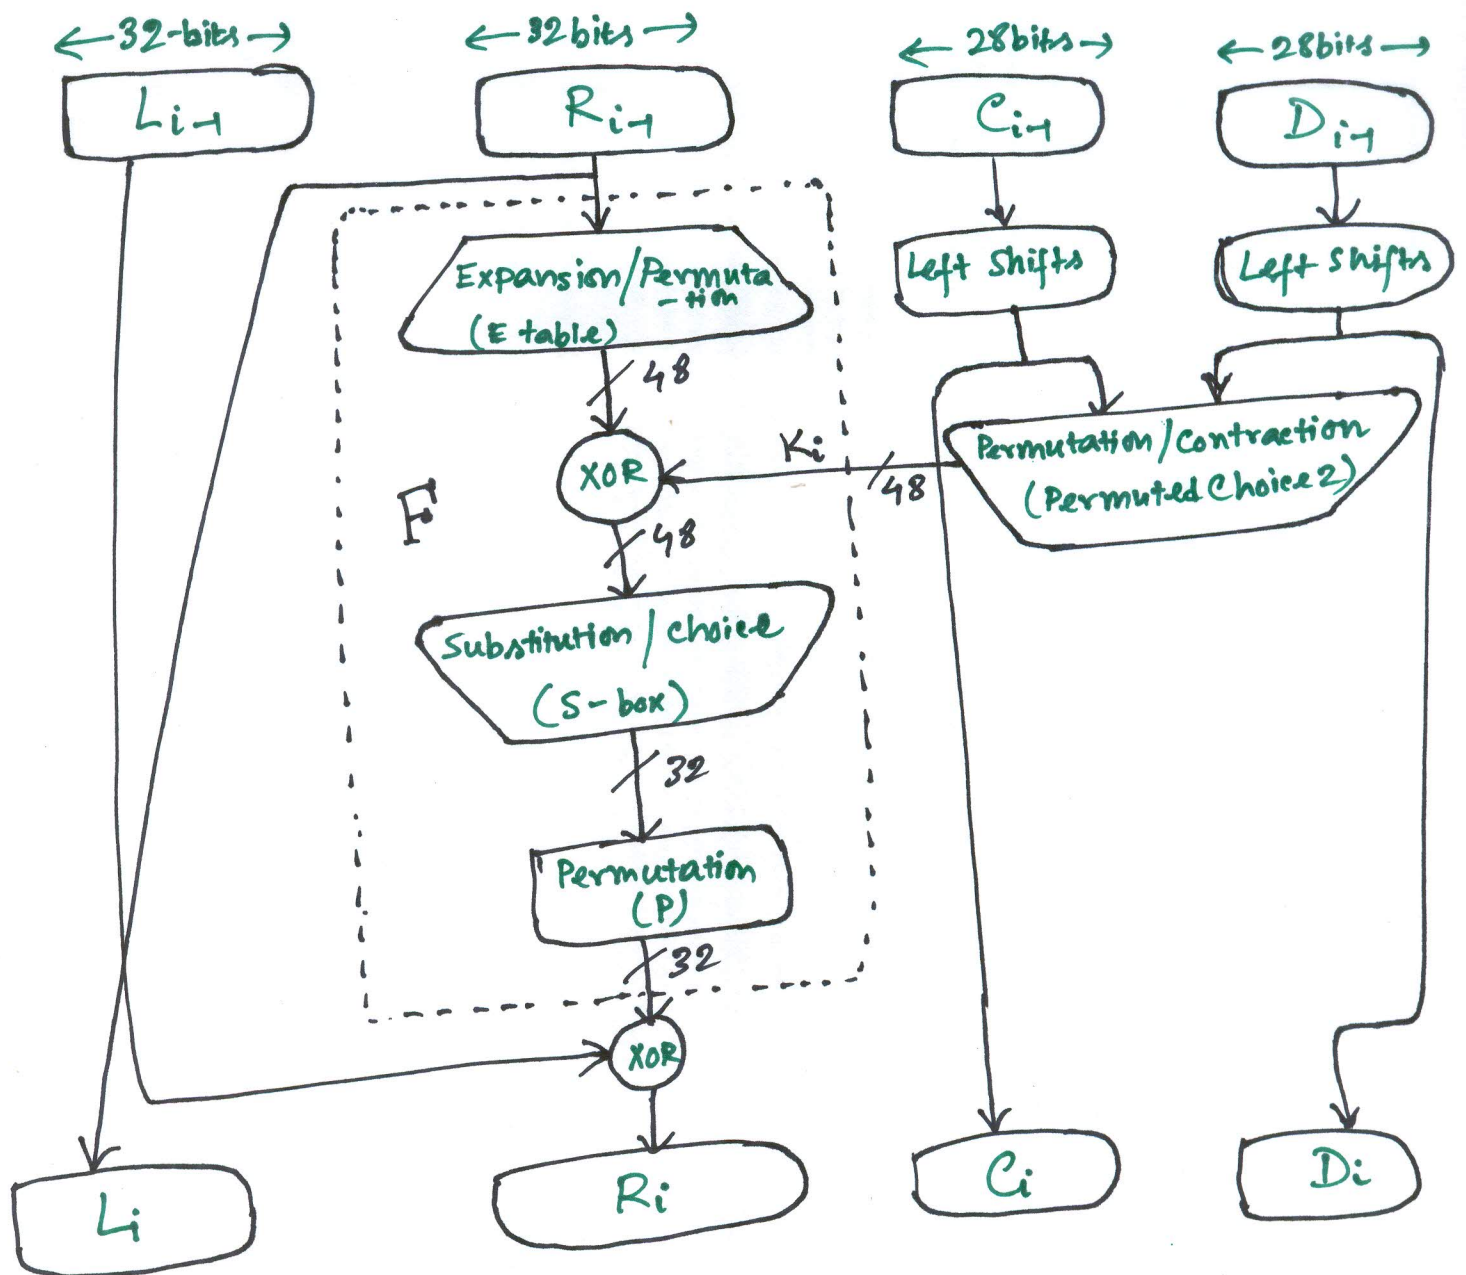 32-bits
32bits
28bits
28bits
Li-1
Ri-1
Ci-1
Di-1
Expansion/Permuta
-tion
(E table)
Left Shifts
Left Shifts
48
XOR
Ki
48
Permutation/Contraction
(Permuted Choice 2)
F
48
Substitution/choice
(S-box)
32
Permutation
(P)
32
XOR
Li
Ri
Ci
Di